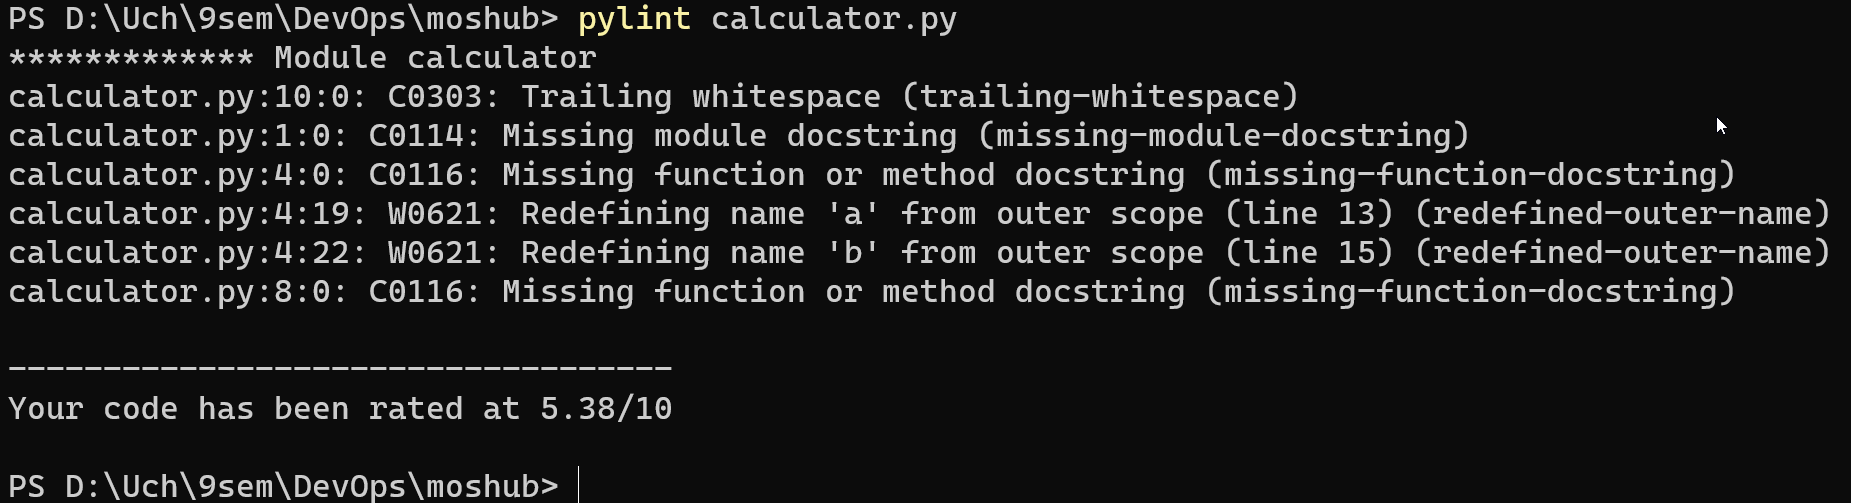 PS D:\Uch\9sem\DevOps\moshub> pylint calculator.py
************* Module calculator
calculator.py:10:0: C0303: Trailing whitespace (trailing-whitespace)
calculator.py:1:0: C0114: Missing module docstring (missing-module-docstring)
calculator.py:4:0: C0116: Missing function or method docstring (missing-function-docstring)
calculator.py:4:19: W0621: Redefining name 'a' from outer scope (line 13) (redefined-outer-name)
calculator.py:4:22: W0621: Redefining name 'b' from outer scope (line 15) (redefined-outer-name)
calculator.py:8:0: C0116: Missing function or method docstring (missing-function-docstring)
-----------------------------------
Your code has been rated at 5.38/10
PS D:\Uch\9sem\DevOps\moshub>